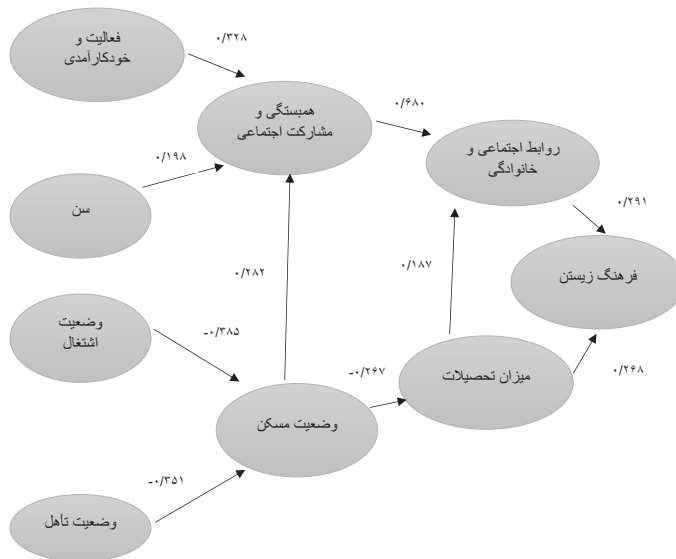 فعالیت و
خودکارآمدی
۰/۳۲۸
همبستگی و
مشارکت اجتماعی
۰/۶۸۰
روابط اجتماعی و
خانوادگی
۰/۱۹۸
سن
۰/۲۹۱
۰/۲۸۲
۰/۱۸۷
فرهنگ زیستن
وضعیت
اشتغال
-۰/۳۸۵
-۰/۲۶۷
میزان تحصیلات
۰/۲۶۸
وضعیت مسکن
-۰/۳۵۱
وضعیت تأهل